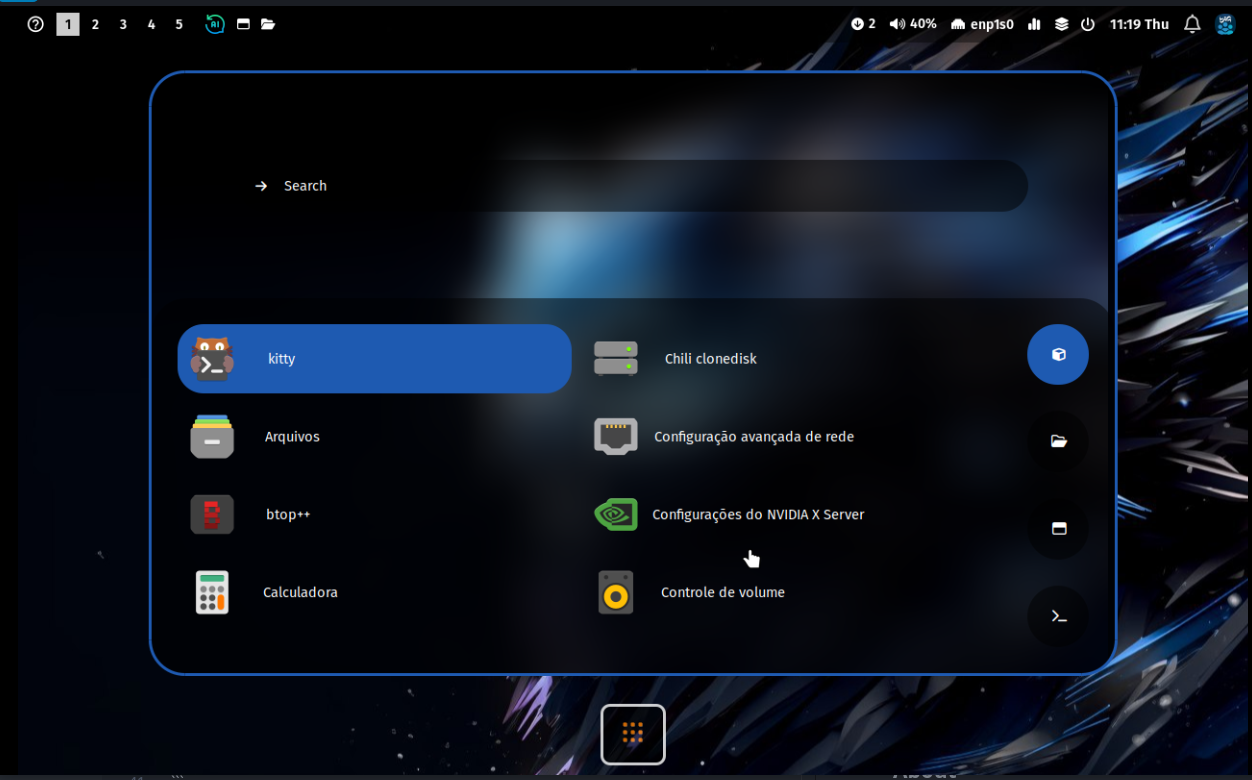 1 2 3 4 5 AI 2 40% enp1s0 11:19 Thu
Search
kitty
Chili clonedisk
Arquivos
Configuração avançada de rede
btop++
Configurações do NVIDIA X Server
Calculadora
Controle de volume